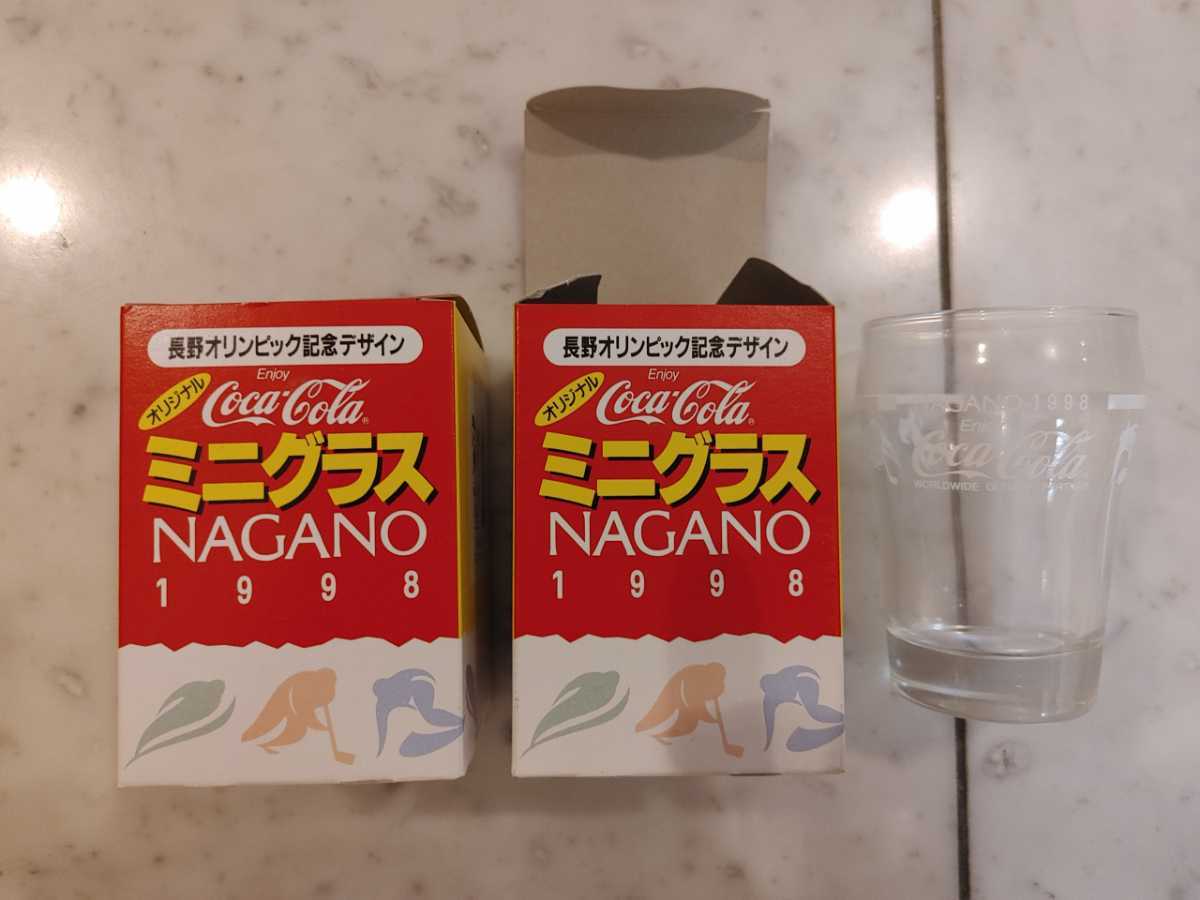 長野オリンピック記念デザイン
Enjoy
オリジナル
Coca-Cola®
ミニグラス
NAGANO
1998
長野オリンピック記念デザイン
Enjoy
オリジナル
Coca-Cola®
ミニグラス
NAGANO
1998
NAGANO 1998
Enjoy
Coca-Cola
WORLDWIDE